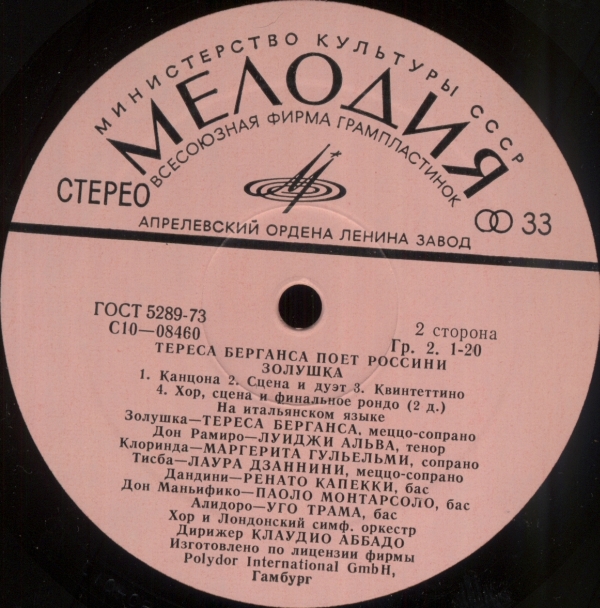 МИНИСТЕРСТВО КУЛЬТУРЫ СССР
МЕЛОДИЯ
ВСЕСОЮЗНАЯ ФИРМА ГРАМПЛАСТИНОК
СТЕРЕО
33
АПРЕЛЕВСКИЙ ОРДЕНА ЛЕНИНА ЗАВОД
ГОСТ 5289-73
С10—08460
2 сторона
Гр. 2. 1-20
ТЕРЕСА БЕРГАНСА ПОЕТ РОССИНИ
ЗОЛУШКА
1. Канцона 2. Сцена и дуэт 3. Квинтеттино
4. Хор, сцена и финальное рондо (2 д.)
На итальянском языке
Золушка—ТЕРЕСА БЕРГАНСА, меццо-сопрано
Дон Рамиро—ЛУИДЖИ АЛЬВА, тенор
Клоринда—МАРГЕРИТА ГУЛЬЕЛЬМИ, сопрано
Тисба—ЛАУРА ДЗАННИНИ, меццо-сопрано
Дандини—РЕНАТО КАПЕККИ, бас
Дон Маньифико—ПАОЛО МОНТАРСОЛО, бас
Алидоро—УГО ТРАМА, бас
Хор и Лондонский симф. оркестр
Дирижер КЛАУДИО АББАДО
Изготовлено по лицензии фирмы
Polydor International GmbH,
Гамбург